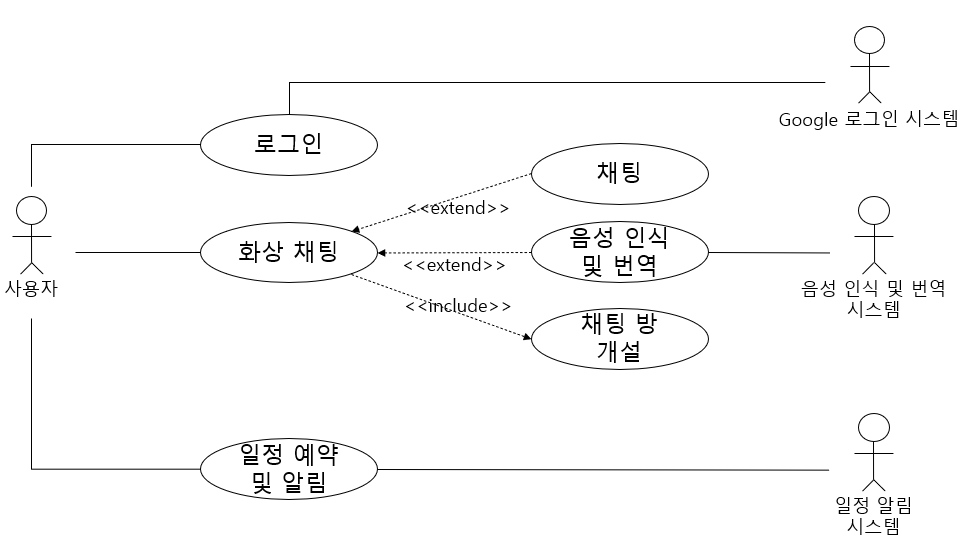 Google 로그인 시스템
로그인
채팅
<<extend>>
화상 채팅
음성 인식
및 번역
<<extend>>
사용자
음성 인식 및 번역
시스템
<<include>>
채팅 방
개설
일정 예약
및 알림
일정 알림
시스템